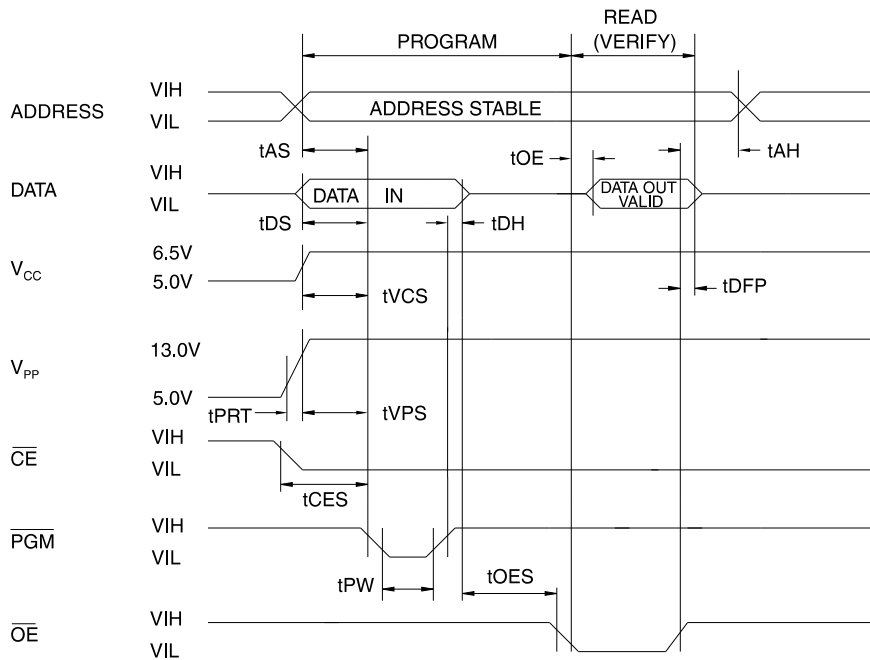 READ
PROGRAM (VERIFY)
VIH
ADDRESS ADDRESS STABLE
VIL
tAS tOE tAH
VIH
DATA DATA IN DATA OUT
VIL VALID
tDS tDH
6.5V
VCC
5.0V tVCS tDFP
13.0V
VPP
5.0V
tPRT tVPS
VIH
CE
VIL
tCES
VIH
PGM
VIL
tPW tOES
VIH
OE
VIL